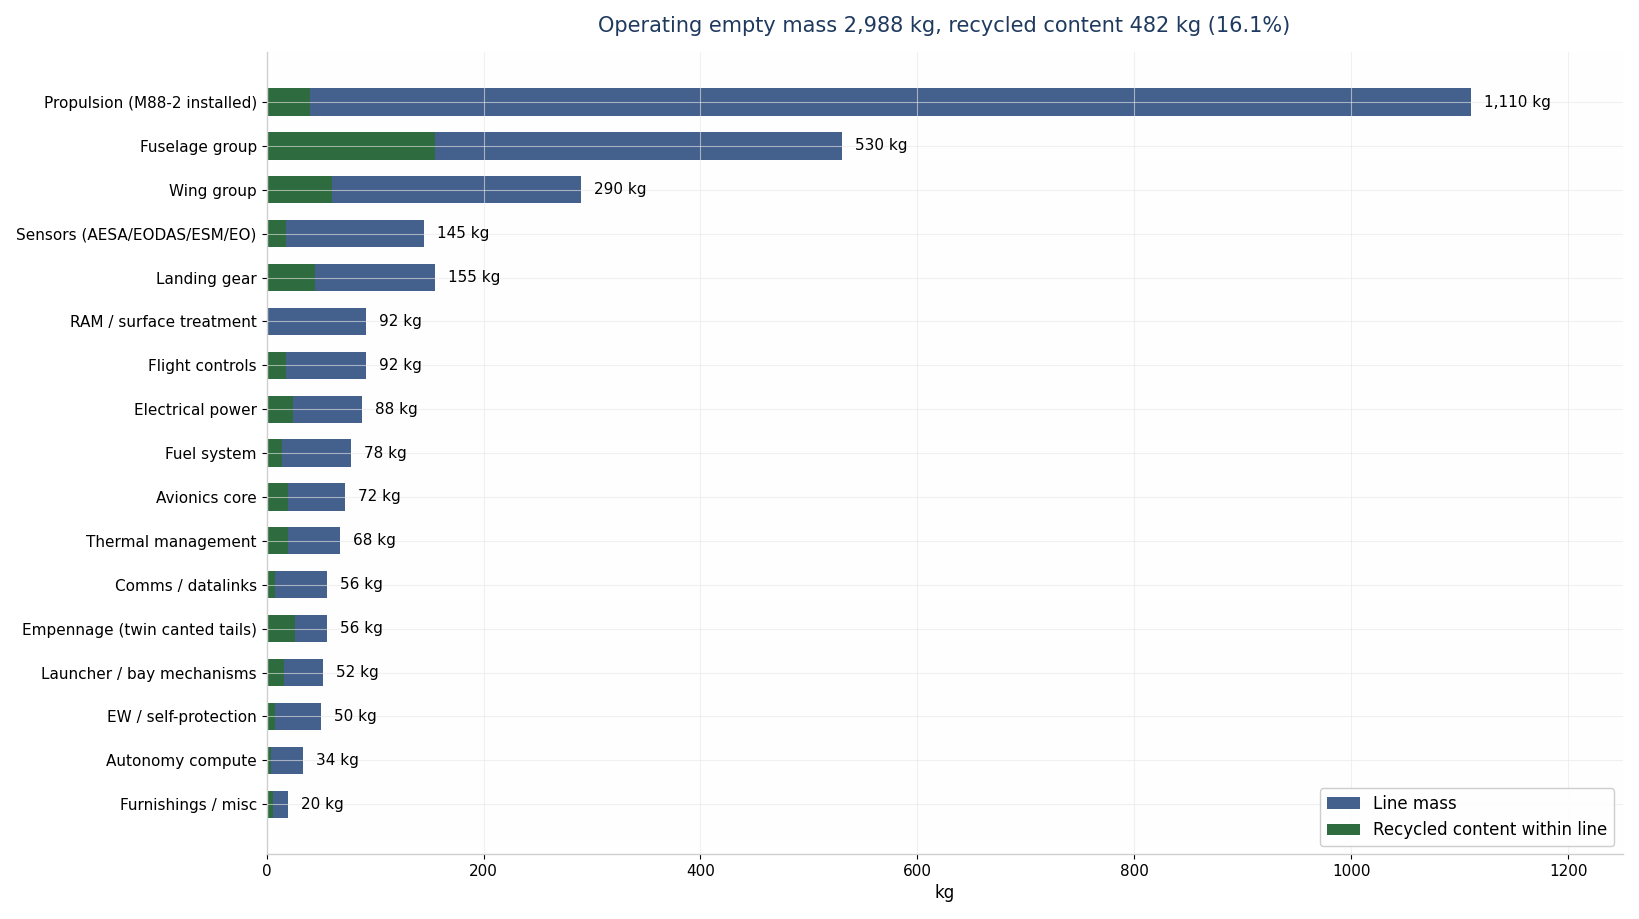 Operating empty mass 2,988 kg, recycled content 482 kg (16.1%)
Propulsion (M88-2 installed) 1,110 kg
Fuselage group 530 kg
Wing group 290 kg
Sensors (AESA/EODAS/ESM/EO) 145 kg
Landing gear 155 kg
RAM / surface treatment 92 kg
Flight controls 92 kg
Electrical power 88 kg
Fuel system 78 kg
Avionics core 72 kg
Thermal management 68 kg
Comms / datalinks 56 kg
Empennage (twin canted tails) 56 kg
Launcher / bay mechanisms 52 kg
EW / self-protection 50 kg
Autonomy compute 34 kg
Furnishings / misc 20 kg
Line mass
Recycled content within line
0 200 400 600 800 1000 1200
kg